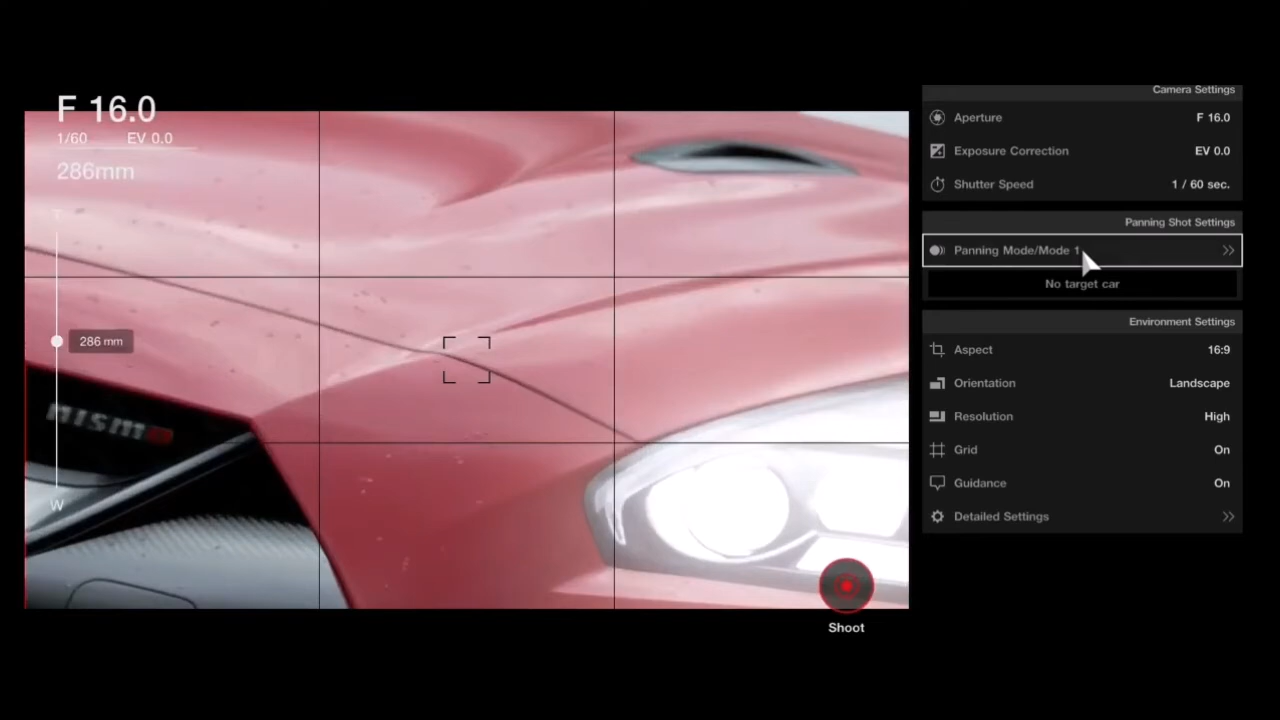 F 16.0
1/60 EV 0.0
286mm
T
286 mm
W
NISMO
Shoot
Camera Settings
Aperture F 16.0
Exposure Correction EV 0.0
Shutter Speed 1 / 60 sec.
Panning Shot Settings
Panning Mode/Mode 1
No target car
Environment Settings
Aspect 16:9
Orientation Landscape
Resolution High
Grid On
Guidance On
Detailed Settings